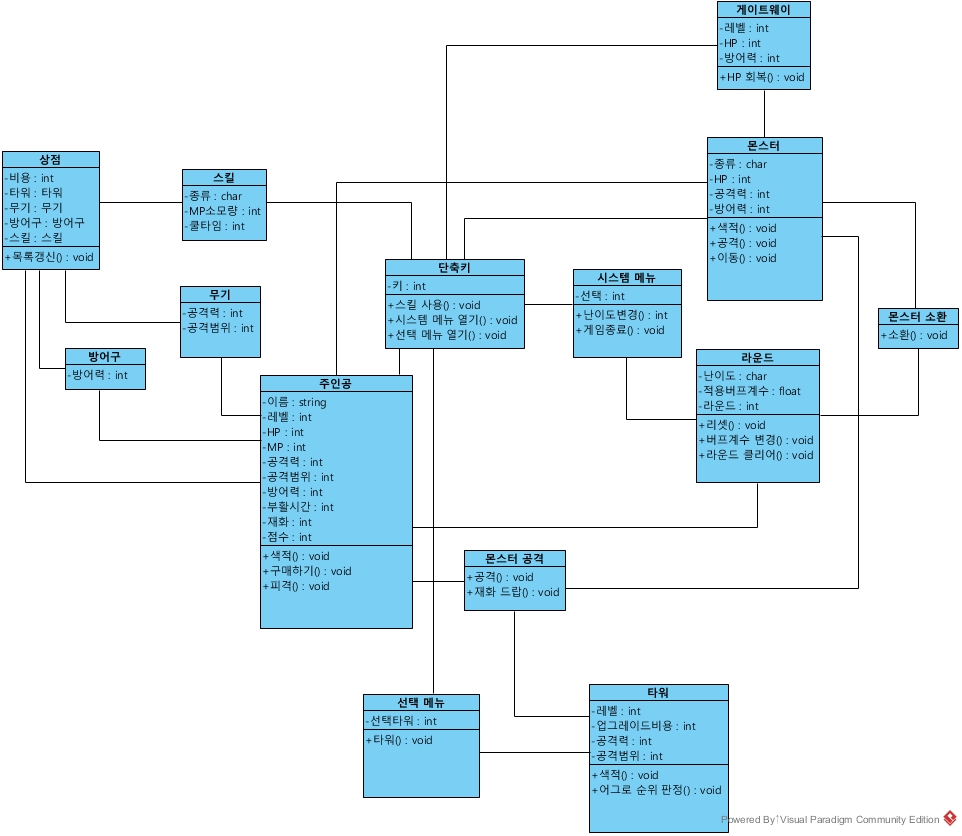 게이트웨이
-레벨 : int
-HP : int
-방어력 : int
+HP 회복() : void
몬스터
-종류 : char
-HP : int
-공격력 : int
-방어력 : int
+색적() : void
+공격() : void
+이동() : void
상점
-비용 : int
-타워 : 타워
-무기 : 무기
-방어구 : 방어구
-스킬 : 스킬
+목록갱신() : void
스킬
-종류 : char
-MP소모량 : int
-쿨타임 : int
단축키
-키 : int
+스킬 사용() : void
+시스템 메뉴 열기() : void
+선택 메뉴 열기() : void
시스템 메뉴
-선택 : int
+난이도변경() : int
+게임종료() : void
무기
-공격력 : int
-공격범위 : int
몬스터 소환
+소환() : void
방어구
-방어력 : int
라운드
-난이도 : char
-적용버프계수 : float
-라운드 : int
+리셋() : void
+버프계수 변경() : void
+라운드 클리어() : void
주인공
-이름 : string
-레벨 : int
-HP : int
-MP : int
-공격력 : int
-공격범위 : int
-방어력 : int
-부활시간 : int
-재화 : int
-점수 : int
+색적() : void
+구매하기() : void
+피격() : void
몬스터 공격
+공격() : void
+재화 드랍() : void
선택 메뉴
-선택타워 : int
+타워() : void
타워
-레벨 : int
-업그레이드비용 : int
-공격력 : int
-공격범위 : int
+색적() : void
+어그로 순위 판정() : void
Powered By Visual Paradigm Community Edition